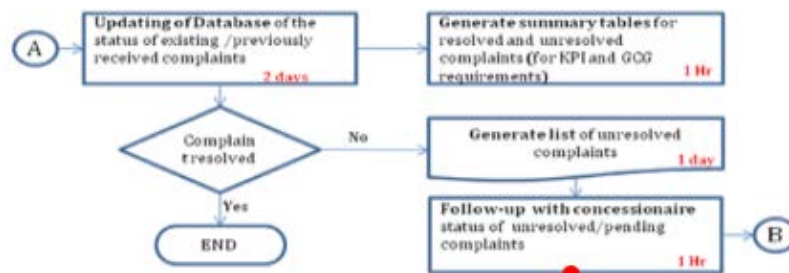 A
Updating of Database of the
status of existing /previously
received complaints
2 days
Generate summary tables for
resolved and unresolved
complaints (for KPI and GCG
requirements)
1 Hr
Complain
t resolved
No
Generate list of unresolved
complaints
1 day
Yes
END
Follow-up with concessionaire
status of unresolved/pending
complaints
1 Hr
B